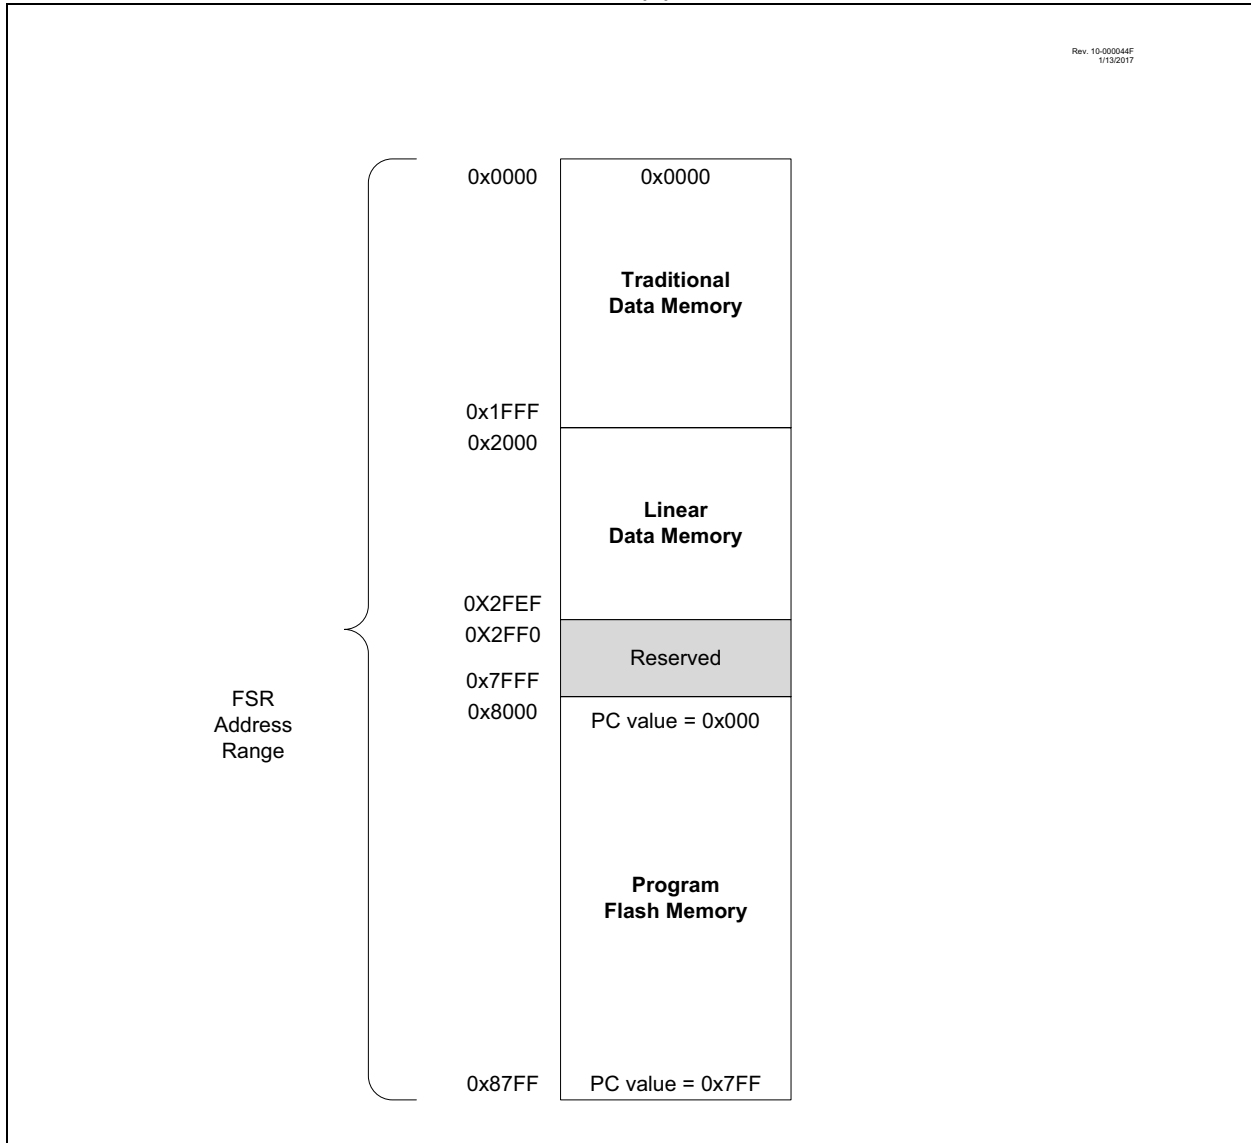 Rev. 10-000044F
1/13/2017
0x0000
0x0000
Traditional
Data Memory
0x1FFF
0x2000
Linear
Data Memory
0X2FEF
0X2FF0
Reserved
0x7FFF
0x8000
PC value = 0x000
FSR
Address
Range
Program
Flash Memory
0x87FF
PC value = 0x7FF